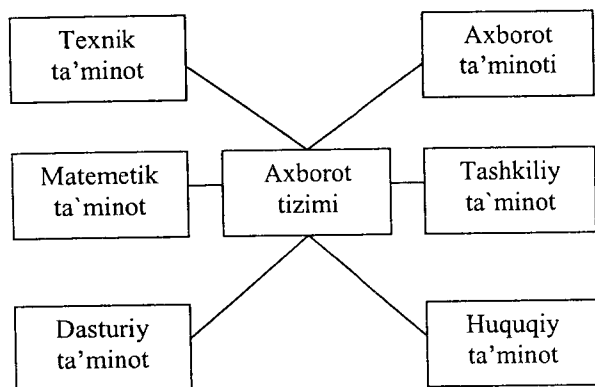 Texnik
ta’minot
Axborot
ta’minoti
Matemetik
ta`minot
Axborot
tizimi
Tashkiliy
ta`minot
Dasturiy
ta’minot
Huquqiy
ta’minot